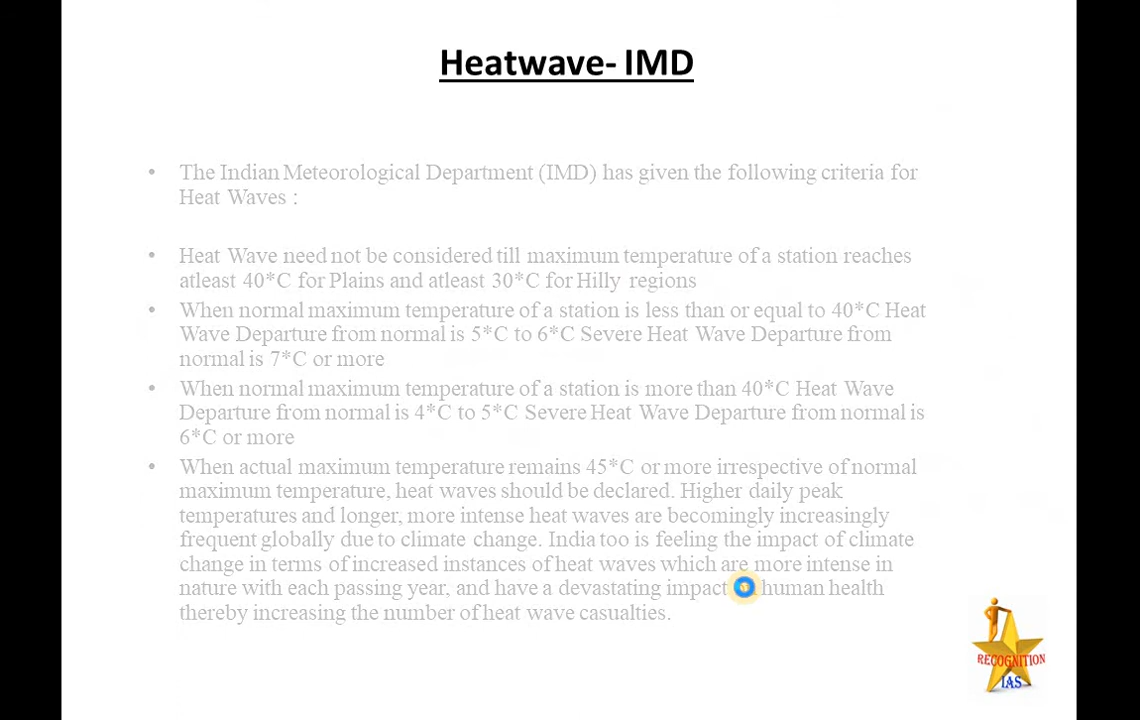 Heatwave- IMD
• The Indian Meteorological Department (IMD) has given the following criteria for
Heat Waves :
• Heat Wave need not be considered till maximum temperature of a station reaches
atleast 40*C for Plains and atleast 30*C for Hilly regions
• When normal maximum temperature of a station is less than or equal to 40*C Heat
Wave Departure from normal is 5*C to 6*C Severe Heat Wave Departure from
normal is 7*C or more
• When normal maximum temperature of a station is more than 40*C Heat Wave
Departure from normal is 4*C to 5*C Severe Heat Wave Departure from normal is
6*C or more
• When actual maximum temperature remains 45*C or more irrespective of normal
maximum temperature, heat waves should be declared. Higher daily peak
temperatures and longer, more intense heat waves are becomingly increasingly
frequent globally due to climate change. India too is feeling the impact of climate
change in terms of increased instances of heat waves which are more intense in
nature with each passing year, and have a devastating impact human health
thereby increasing the number of heat wave casualties.
RECOGNITION
IAS